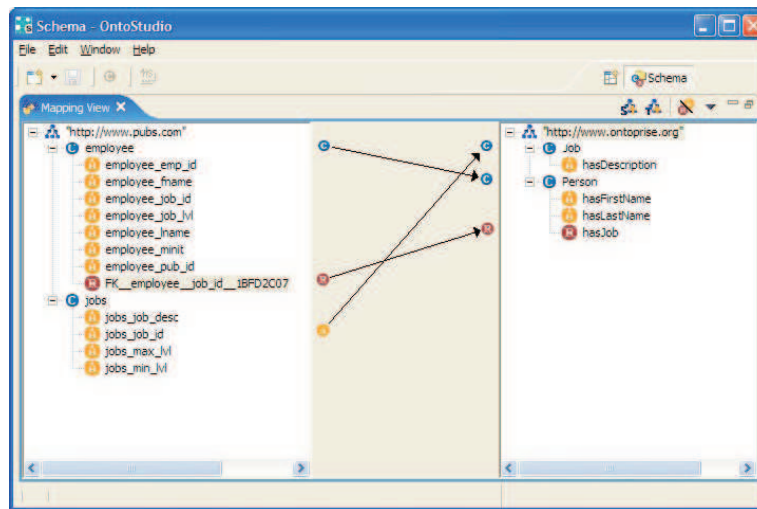 Schema - OntoStudio
File Edit Window Help
Schema
Mapping View
"http://www.pubs.com"
employee
employee_emp_id
employee_fname
employee_job_id
employee_job_lvl
employee_lname
employee_minit
employee_pub_id
FK__employee__job_id__1BFD2C07
jobs
jobs_job_desc
jobs_job_id
jobs_max_lvl
jobs_min_lvl
C
C
C
R
R
A
"http://www.ontoprise.org"
Job
hasDescription
Person
hasFirstName
hasLastName
hasJob